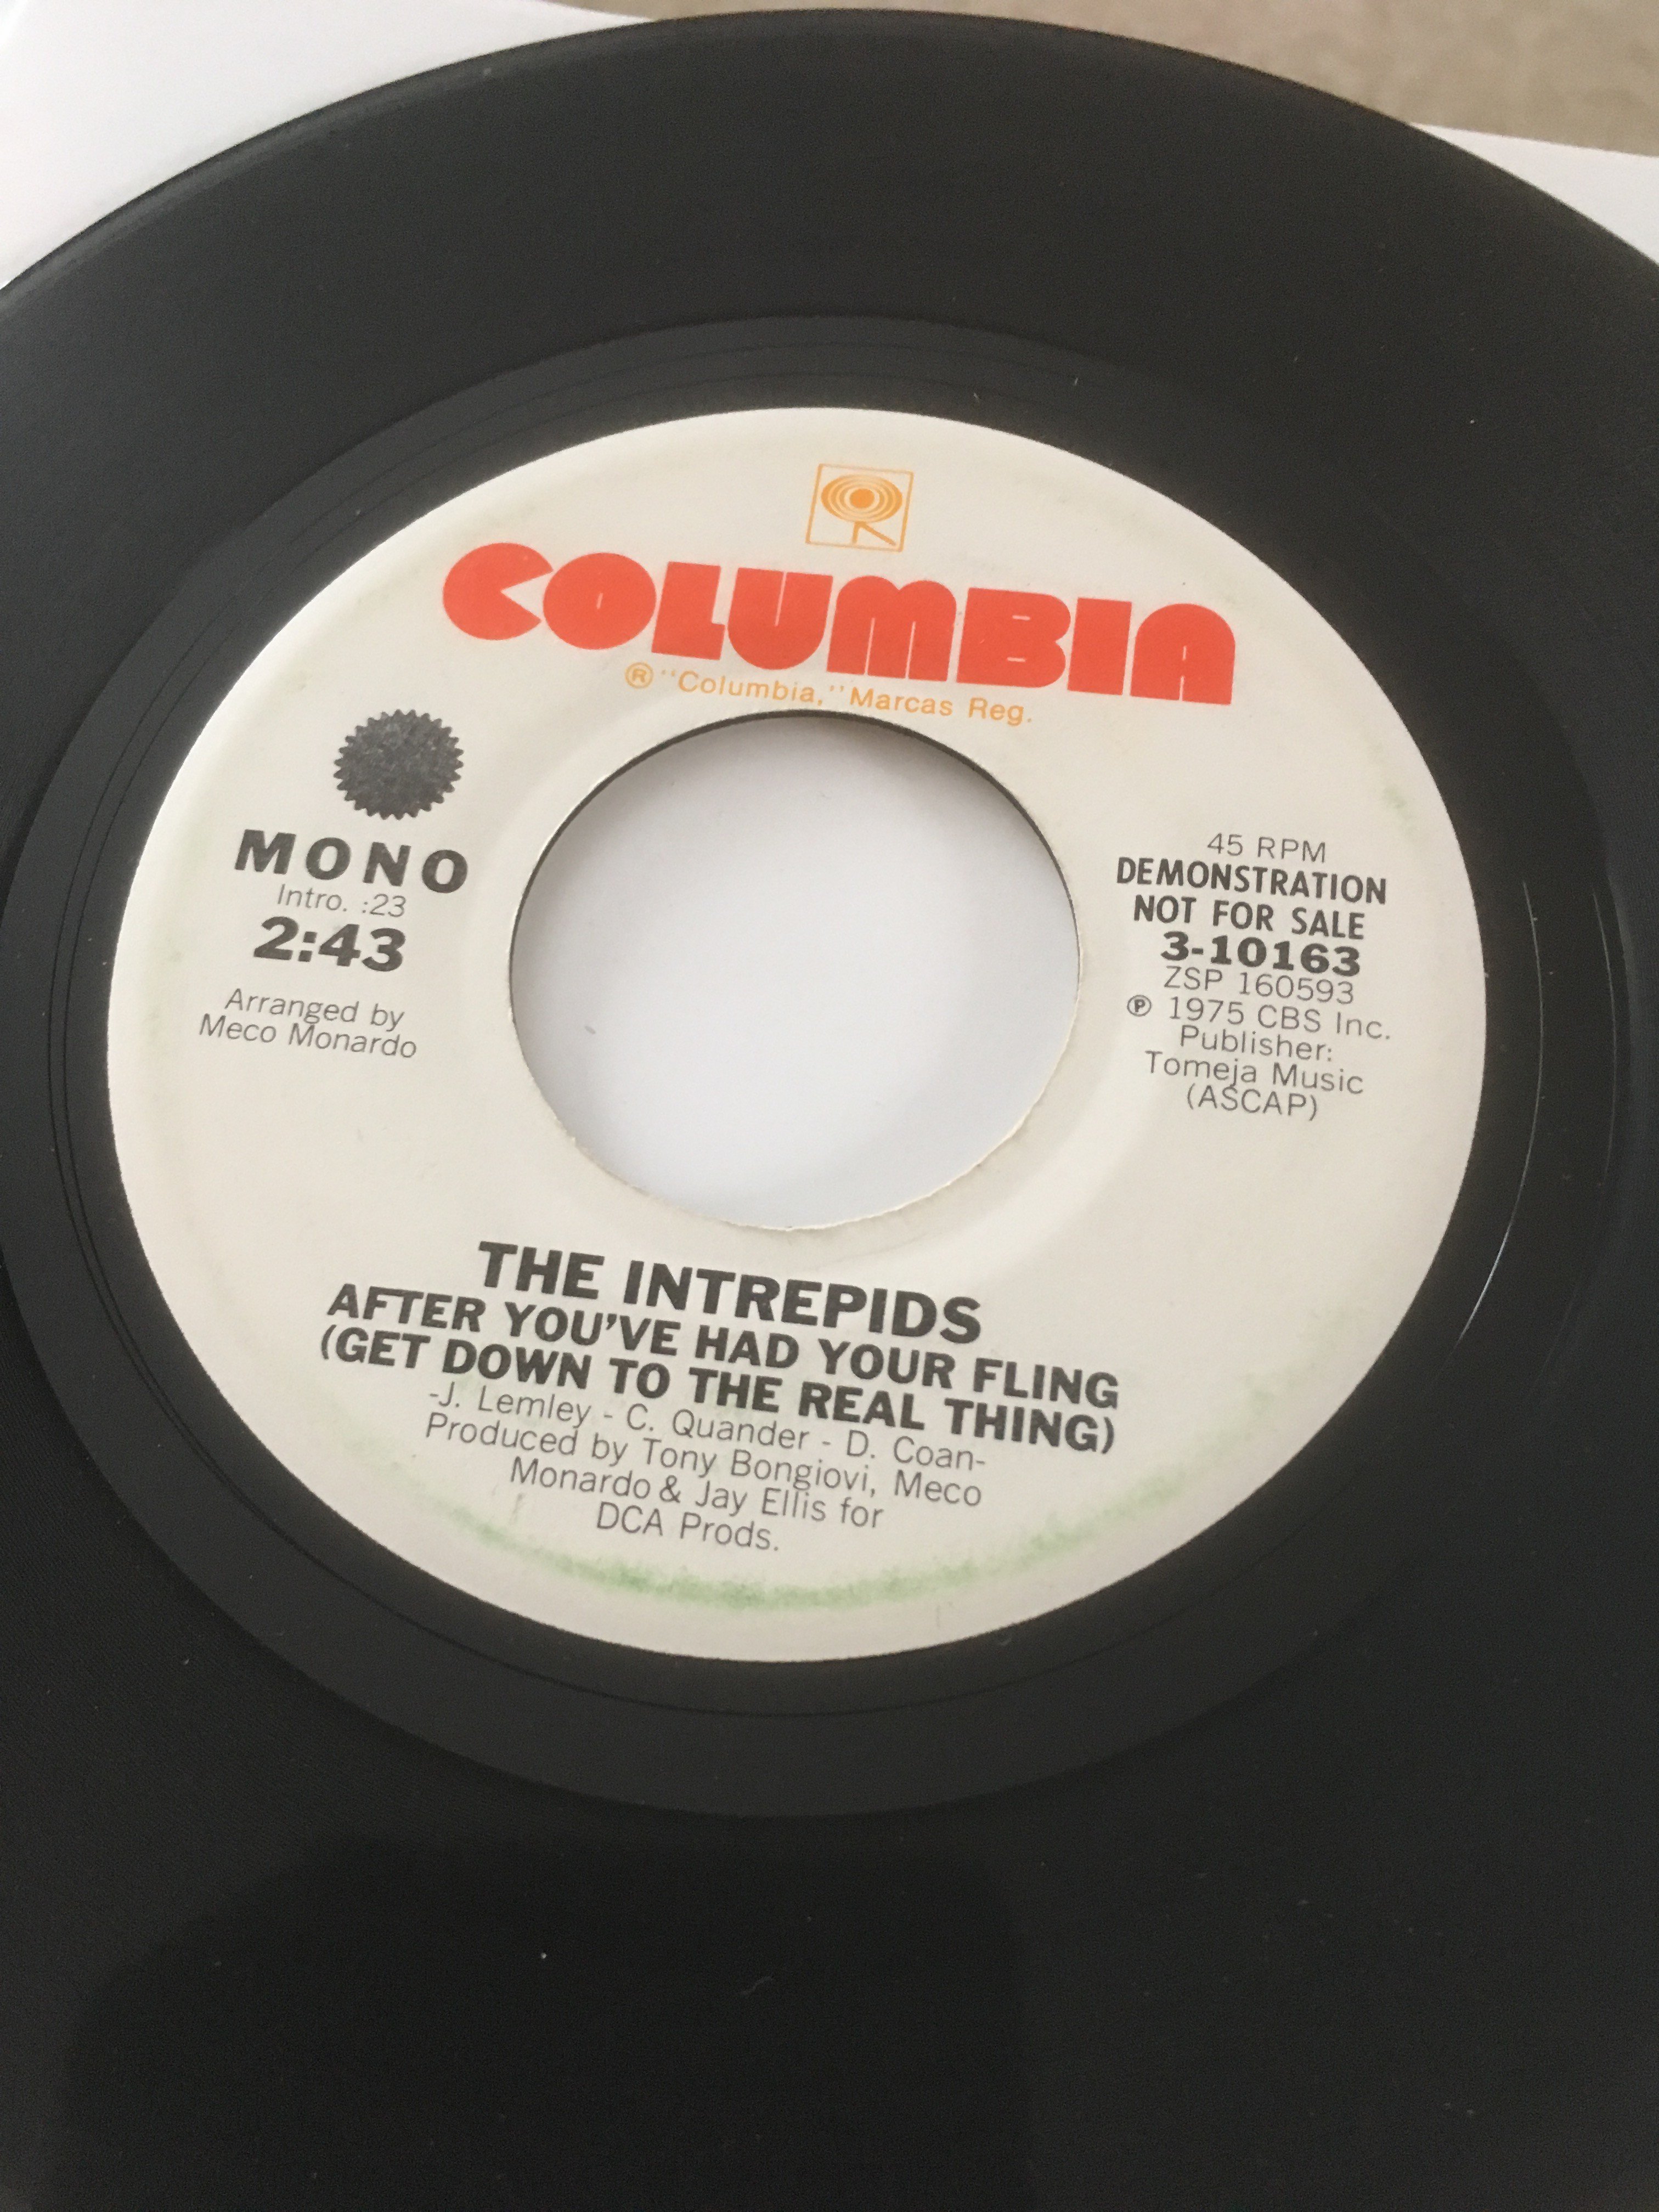 COLUMBIA
® "Columbia," Marcas Reg.
MONO
Intro. :23
2:43
Arranged by
Meco Monardo
45 RPM
DEMONSTRATION
NOT FOR SALE
3-10163
ZSP 160593
℗ 1975 CBS Inc.
Publisher:
Tomeja Music
(ASCAP)
THE INTREPIDS
AFTER YOU'VE HAD YOUR FLING
(GET DOWN TO THE REAL THING)
-J. Lemley - C. Quander - D. Coan-
Produced by Tony Bongiovi, Meco
Monardo & Jay Ellis for
DCA Prods.